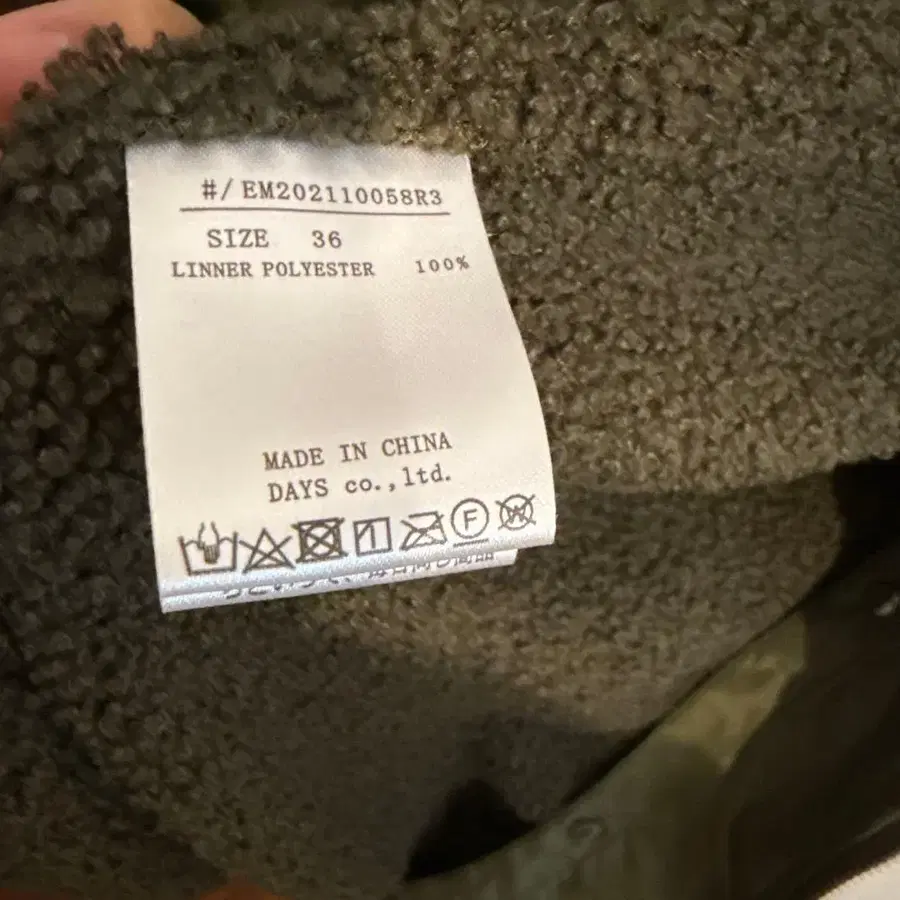 #/EM202110058R3
SIZE 36
LINNER POLYESTER 100%
MADE IN CHINA
DAYS co.,ltd.
F W